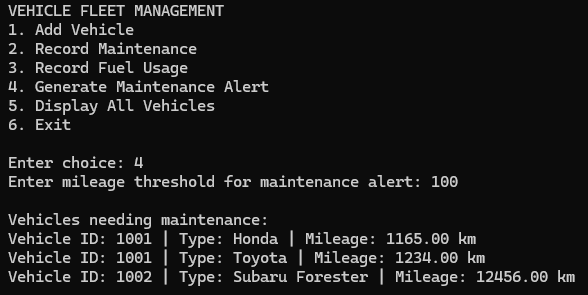 VEHICLE FLEET MANAGEMENT
1. Add Vehicle
2. Record Maintenance
3. Record Fuel Usage
4. Generate Maintenance Alert
5. Display All Vehicles
6. Exit
Enter choice: 4
Enter mileage threshold for maintenance alert: 100
Vehicles needing maintenance:
Vehicle ID: 1001 | Type: Honda | Mileage: 1165.00 km
Vehicle ID: 1001 | Type: Toyota | Mileage: 1234.00 km
Vehicle ID: 1002 | Type: Subaru Forester | Mileage: 12456.00 km